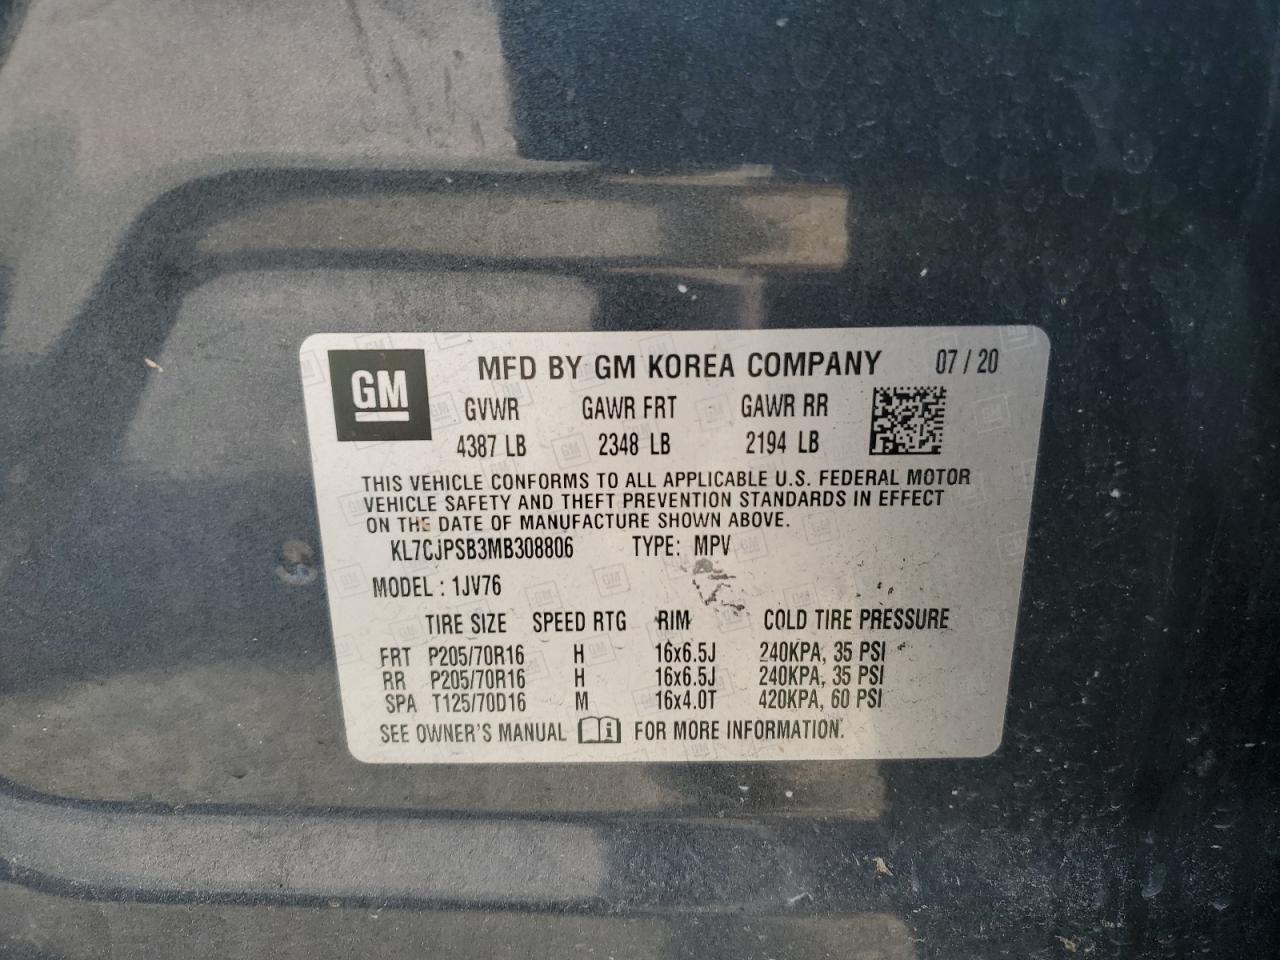 GM MFD BY GM KOREA COMPANY 07 / 20
GVWR GAWR FRT GAWR RR
4387 LB 2348 LB 2194 LB
THIS VEHICLE CONFORMS TO ALL APPLICABLE U.S. FEDERAL MOTOR
VEHICLE SAFETY AND THEFT PREVENTION STANDARDS IN EFFECT
ON THE DATE OF MANUFACTURE SHOWN ABOVE.
KL7CJPSB3MB308806 TYPE: MPV
MODEL : 1JV76
TIRE SIZE SPEED RTG RIM COLD TIRE PRESSURE
FRT P205/70R16 H 16x6.5J 240KPA, 35 PSI
RR P205/70R16 H 16x6.5J 240KPA, 35 PSI
SPA T125/70D16 M 16x4.0T 420KPA, 60 PSI
SEE OWNER'S MANUAL i FOR MORE INFORMATION.